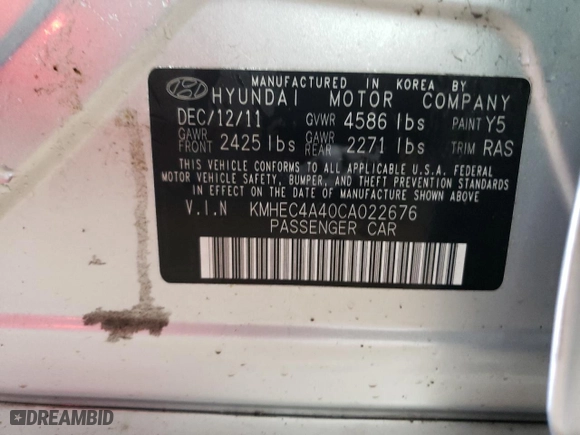 MANUFACTURED IN KOREA BY
HYUNDAI MOTOR COMPANY
DEC/12/11 GVWR 4586 lbs PAINT Y5
GAWR FRONT 2425 lbs GAWR REAR 2271 lbs TRIM RAS
THIS VEHICLE CONFORMS TO ALL APPLICABLE U.S.A. FEDERAL
MOTOR VEHICLE SAFETY, BUMPER, AND THEFT PREVENTION STANDARDS
IN EFFECT ON THE DATE OF MANUFACTURE SHOWN ABOVE
V.I.N KMHEC4A40CA022676
PASSENGER CAR
DREAMBID